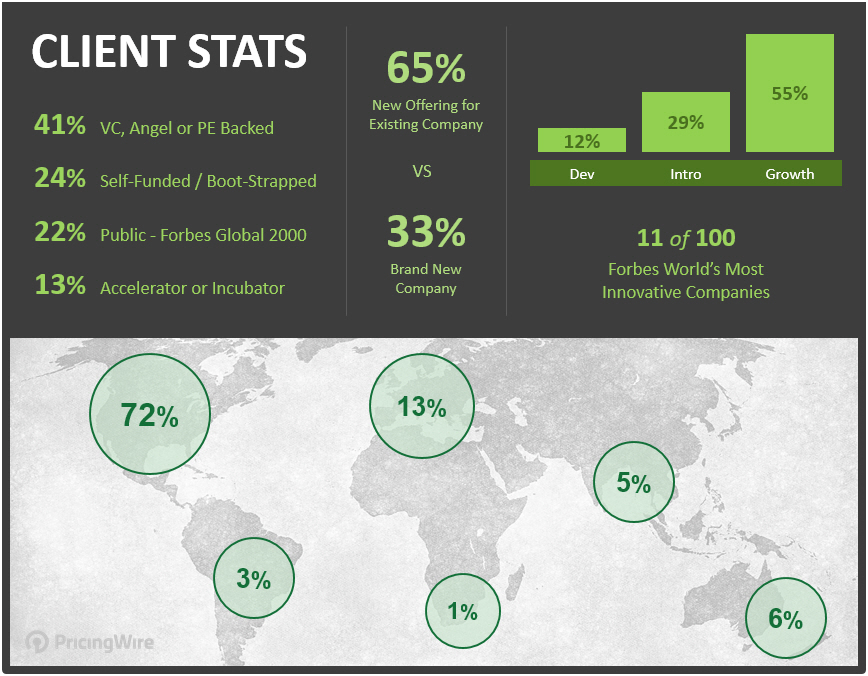 CLIENT STATS
41% VC, Angel or PE Backed
24% Self-Funded / Boot-Strapped
22% Public - Forbes Global 2000
13% Accelerator or Incubator
65%
New Offering for
Existing Company
VS
33%
Brand New
Company
12%
29%
55%
Dev Intro Growth
11 of 100
Forbes World's Most
Innovative Companies
72%
13%
5%
3%
1%
6%
PricingWire